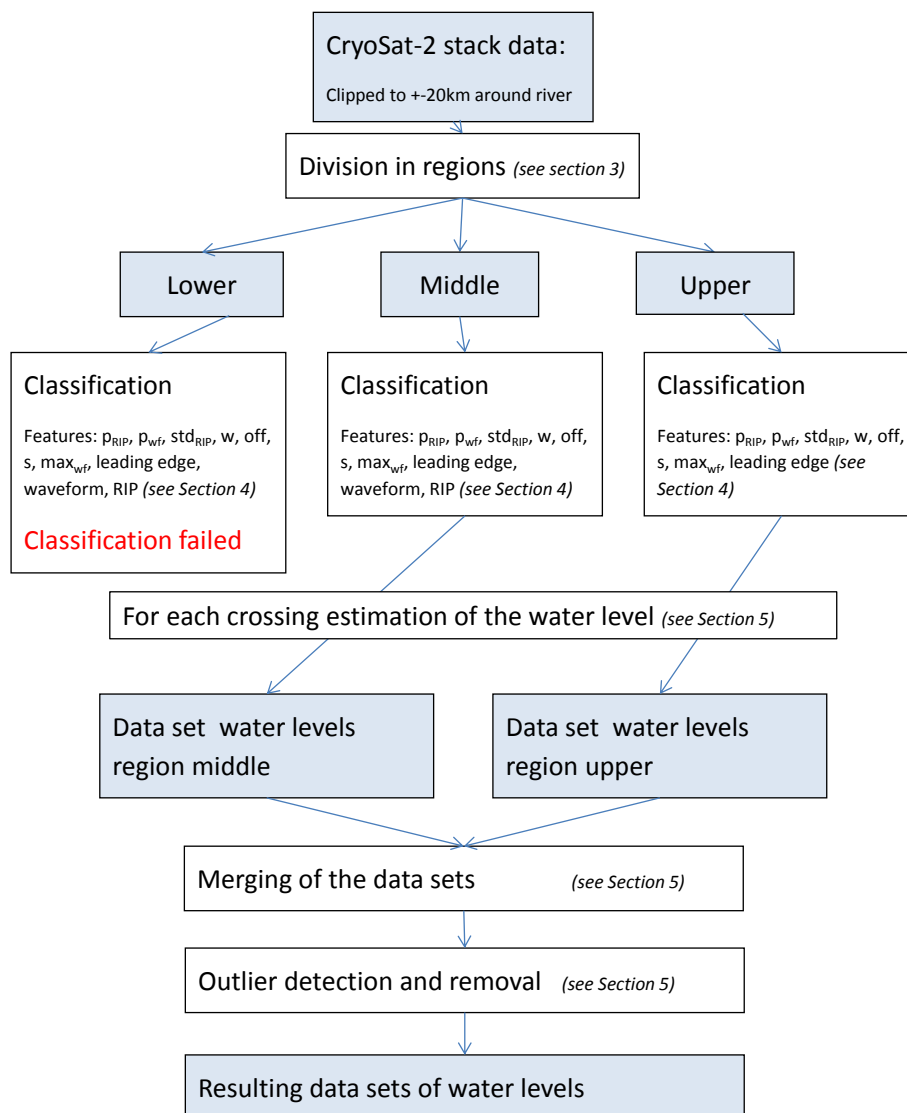 CryoSat-2 stack data:
Clipped to +-20km around river
Division in regions (see section 3)
Lower
Middle
Upper
Classification
Features: pRIP, pwf, stdRIP, w, off,
s, maxwf, leading edge,
waveform, RIP (see Section 4)
Classification failed
Classification
Features: pRIP, pwf, stdRIP, w, off,
s, maxwf, leading edge,
waveform, RIP (see Section 4)
Classification
Features: pRIP, pwf, stdRIP, w, off,
s, maxwf, leading edge (see
Section 4)
For each crossing estimation of the water level (see Section 5)
Data set water levels
region middle
Data set water levels
region upper
Merging of the data sets (see Section 5)
Outlier detection and removal (see Section 5)
Resulting data sets of water levels